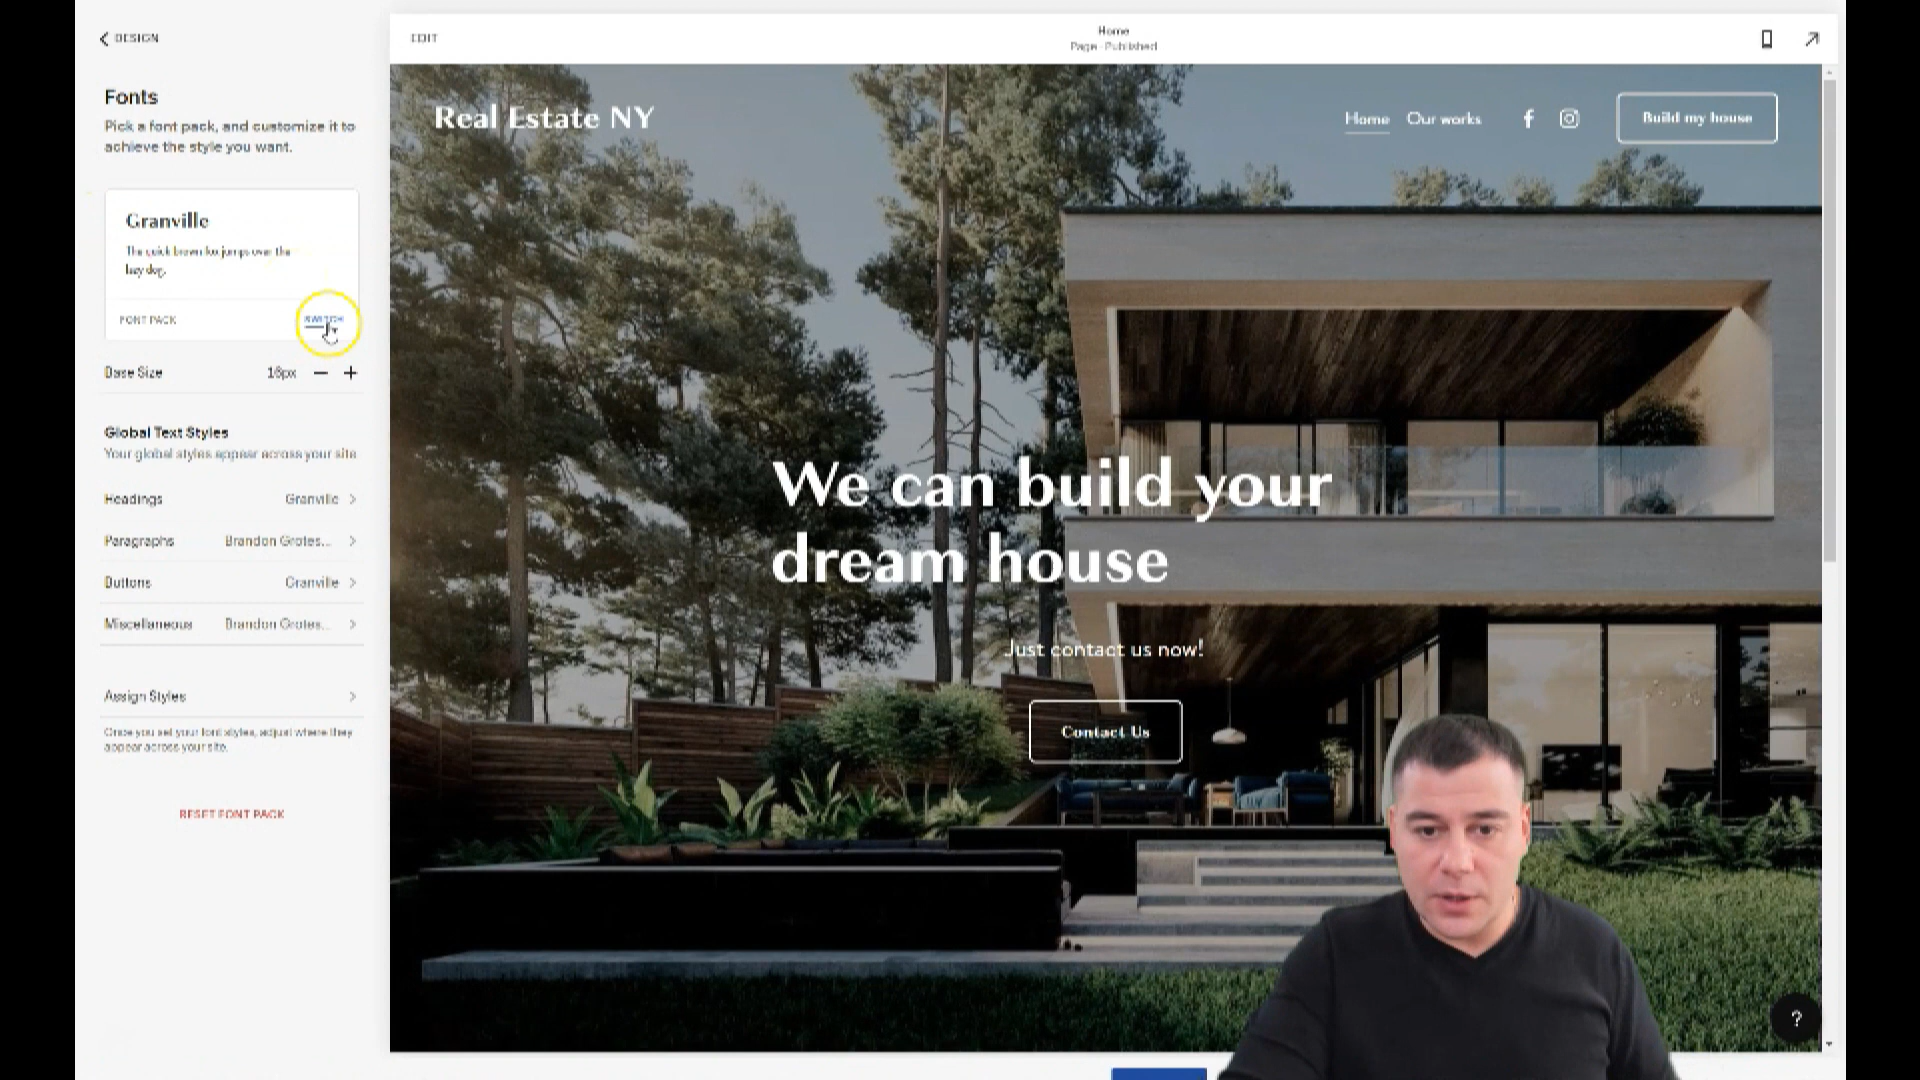 DESIGN
EDIT
Home
Page · Published
Fonts
Pick a font pack, and customize it to
achieve the style you want.
Granville
The quick brown fox jumps over the
lazy dog.
FONT PACK
SWITCH
Base Size 16px
Global Text Styles
Your global styles appear across your site
Headings Granville
Paragraphs Brandon Grotes...
Buttons Granville
Miscellaneous Brandon Grotes...
Assign Styles
Once you set your font styles, adjust where they
appear across your site.
RESET FONT PACK
Real Estate NY
Home Our works
Build my house
We can build your
dream house
Just contact us now!
Contact Us
?